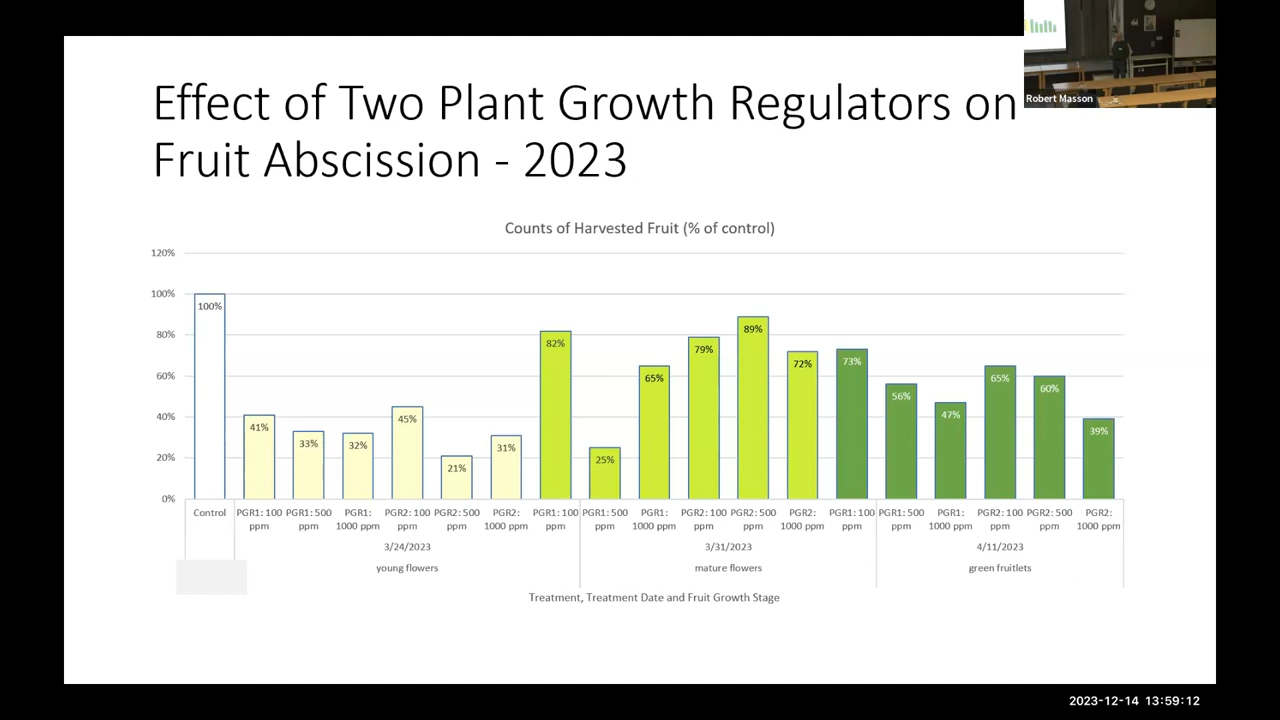 Effect of Two Plant Growth Regulators on
Fruit Abscission - 2023
Robert Masson
Counts of Harvested Fruit (% of control)
120%
100%
80%
60%
40%
20%
0%
100%
41%
33%
32%
45%
21%
31%
82%
25%
65%
79%
89%
72%
73%
56%
47%
65%
60%
39%
Control
PGR1: 100 ppm
PGR1: 500 ppm
PGR1: 1000 ppm
PGR2: 100 ppm
PGR2: 500 ppm
PGR2: 1000 ppm
PGR1: 100 ppm
PGR1: 500 ppm
PGR1: 1000 ppm
PGR2: 100 ppm
PGR2: 500 ppm
PGR2: 1000 ppm
PGR1: 100 ppm
PGR1: 500 ppm
PGR1: 1000 ppm
PGR2: 100 ppm
PGR2: 500 ppm
PGR2: 1000 ppm
3/24/2023
3/31/2023
4/11/2023
young flowers
mature flowers
green fruitlets
Treatment, Treatment Date and Fruit Growth Stage
2023-12-14 13:59:12